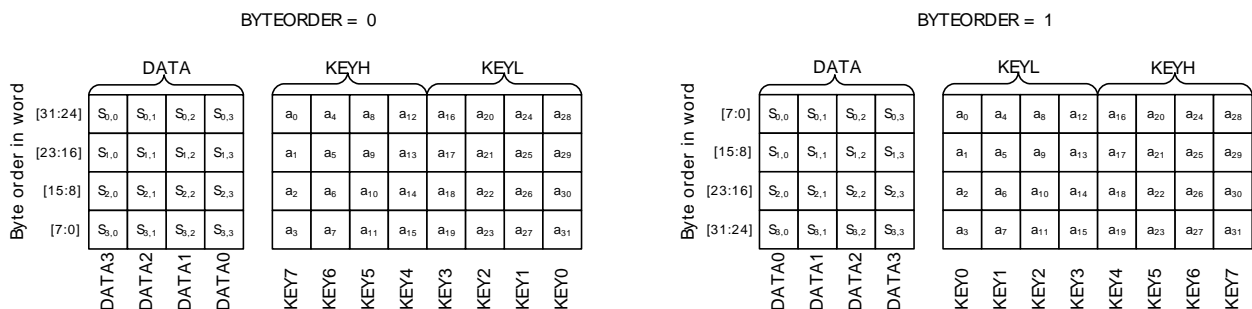 BYTEORDER = 0
DATA KEYH KEYL
Byte order in word
[31:24] S0,0 S0,1 S0,2 S0,3 a0 a4 a8 a12 a16 a20 a24 a28
[23:16] S1,0 S1,1 S1,2 S1,3 a1 a5 a9 a13 a17 a21 a25 a29
[15:8] S2,0 S2,1 S2,2 S2,3 a2 a6 a10 a14 a18 a22 a26 a30
[7:0] S3,0 S3,1 S3,2 S3,3 a3 a7 a11 a15 a19 a23 a27 a31
DATA3 DATA2 DATA1 DATA0 KEY7 KEY6 KEY5 KEY4 KEY3 KEY2 KEY1 KEY0
BYTEORDER = 1
DATA KEYL KEYH
Byte order in word
[7:0] S0,0 S0,1 S0,2 S0,3 a0 a4 a8 a12 a16 a20 a24 a28
[15:8] S1,0 S1,1 S1,2 S1,3 a1 a5 a9 a13 a17 a21 a25 a29
[23:16] S2,0 S2,1 S2,2 S2,3 a2 a6 a10 a14 a18 a22 a26 a30
[31:24] S3,0 S3,1 S3,2 S3,3 a3 a7 a11 a15 a19 a23 a27 a31
DATA0 DATA1 DATA2 DATA3 KEY0 KEY1 KEY2 KEY3 KEY4 KEY5 KEY6 KEY7